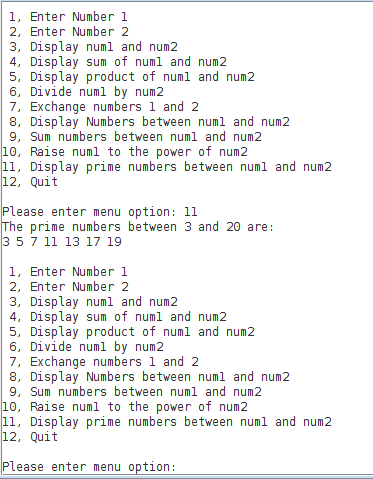 1, Enter Number 1
2, Enter Number 2
3, Display num1 and num2
4, Display sum of num1 and num2
5, Display product of num1 and num2
6, Divide num1 by num2
7, Exchange numbers 1 and 2
8, Display Numbers between num1 and num2
9, Sum numbers between num1 and num2
10, Raise num1 to the power of num2
11, Display prime numbers between num1 and num2
12, Quit
Please enter menu option: 11
The prime numbers between 3 and 20 are:
3 5 7 11 13 17 19
1, Enter Number 1
2, Enter Number 2
3, Display num1 and num2
4, Display sum of num1 and num2
5, Display product of num1 and num2
6, Divide num1 by num2
7, Exchange numbers 1 and 2
8, Display Numbers between num1 and num2
9, Sum numbers between num1 and num2
10, Raise num1 to the power of num2
11, Display prime numbers between num1 and num2
12, Quit
Please enter menu option: